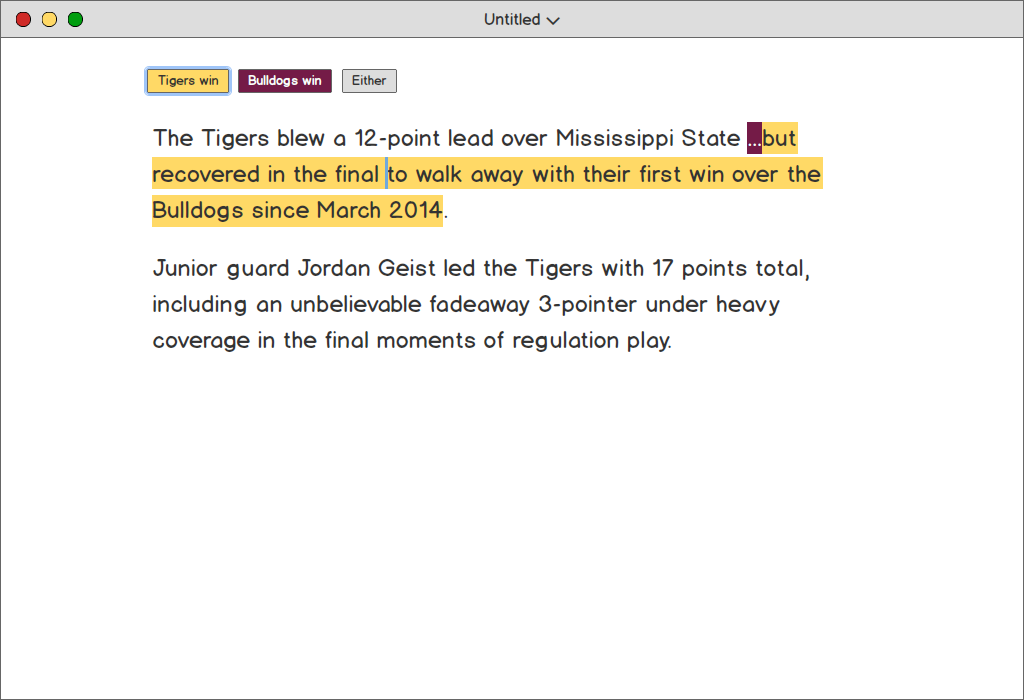 Untitled
Tigers win Bulldogs win Either
The Tigers blew a 12-point lead over Mississippi State ...but
recovered in the final to walk away with their first win over the
Bulldogs since March 2014.
Junior guard Jordan Geist led the Tigers with 17 points total,
including an unbelievable fadeaway 3-pointer under heavy
coverage in the final moments of regulation play.